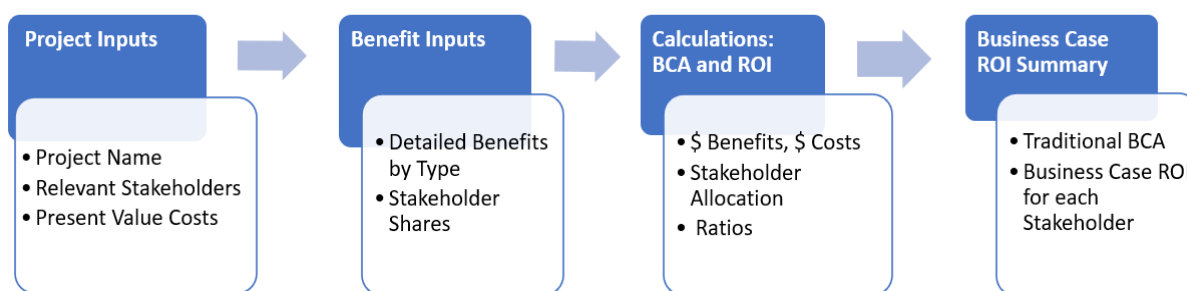 Project Inputs
• Project Name
• Relevant Stakeholders
• Present Value Costs
Benefit Inputs
• Detailed Benefits
by Type
• Stakeholder
Shares
Calculations:
BCA and ROI
• $ Benefits, $ Costs
• Stakeholder
Allocation
• Ratios
Business Case
ROI Summary
• Traditional BCA
• Business Case ROI
for each
Stakeholder